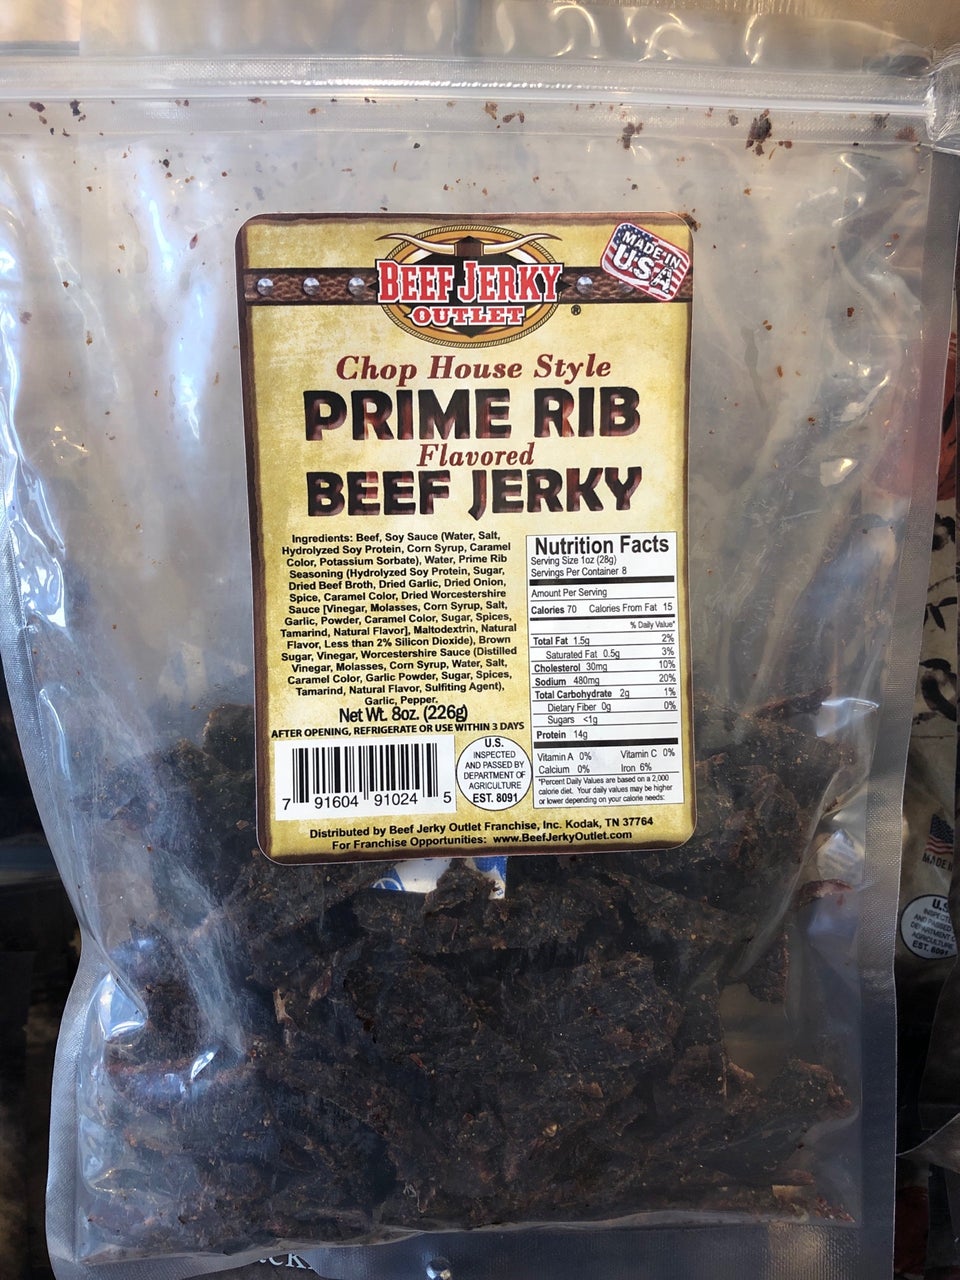 MADE IN
USA
BEEF JERKY
OUTLET®
Chop House Style
PRIME RIB
Flavored
BEEF JERKY
Ingredients: Beef, Soy Sauce (Water, Salt,
Hydrolyzed Soy Protein, Corn Syrup, Caramel
Color, Potassium Sorbate), Water, Prime Rib
Seasoning (Hydrolyzed Soy Protein, Sugar,
Dried Beef Broth, Dried Garlic, Dried Onion,
Spice, Caramel Color, Dried Worcestershire
Sauce [Vinegar, Molasses, Corn Syrup, Salt,
Garlic, Powder, Caramel Color, Sugar, Spices,
Tamarind, Natural Flavor], Maltodextrin, Natural
Flavor, Less than 2% Silicon Dioxide), Brown
Sugar, Vinegar, Worcestershire Sauce (Distilled
Vinegar, Molasses, Corn Syrup, Water, Salt,
Caramel Color, Garlic Powder, Sugar, Spices,
Tamarind, Natural Flavor, Sulfiting Agent),
Garlic, Pepper.
Net Wt. 8oz. (226g)
AFTER OPENING, REFRIGERATE OR USE WITHIN 3 DAYS
7 91604 91024 5
U.S.
INSPECTED
AND PASSED BY
DEPARTMENT OF
AGRICULTURE
EST. 8091
Nutrition Facts
Serving Size 1oz (28g)
Servings Per Container 8
Amount Per Serving
Calories 70 Calories From Fat 15
% Daily Value*
Total Fat 1.5g 2%
Saturated Fat 0.5g 3%
Cholesterol 30mg 10%
Sodium 480mg 20%
Total Carbohydrate 2g 1%
Dietary Fiber 0g 0%
Sugars <1g
Protein 14g
Vitamin A 0% Vitamin C 0%
Calcium 0% Iron 6%
*Percent Daily Values are based on a 2,000
calorie diet. Your daily values may be higher
or lower depending on your calorie needs:
Distributed by Beef Jerky Outlet Franchise, Inc. Kodak, TN 37764
For Franchise Opportunities: www.BeefJerkyOutlet.com
MADE
U.S.
EST. 8091